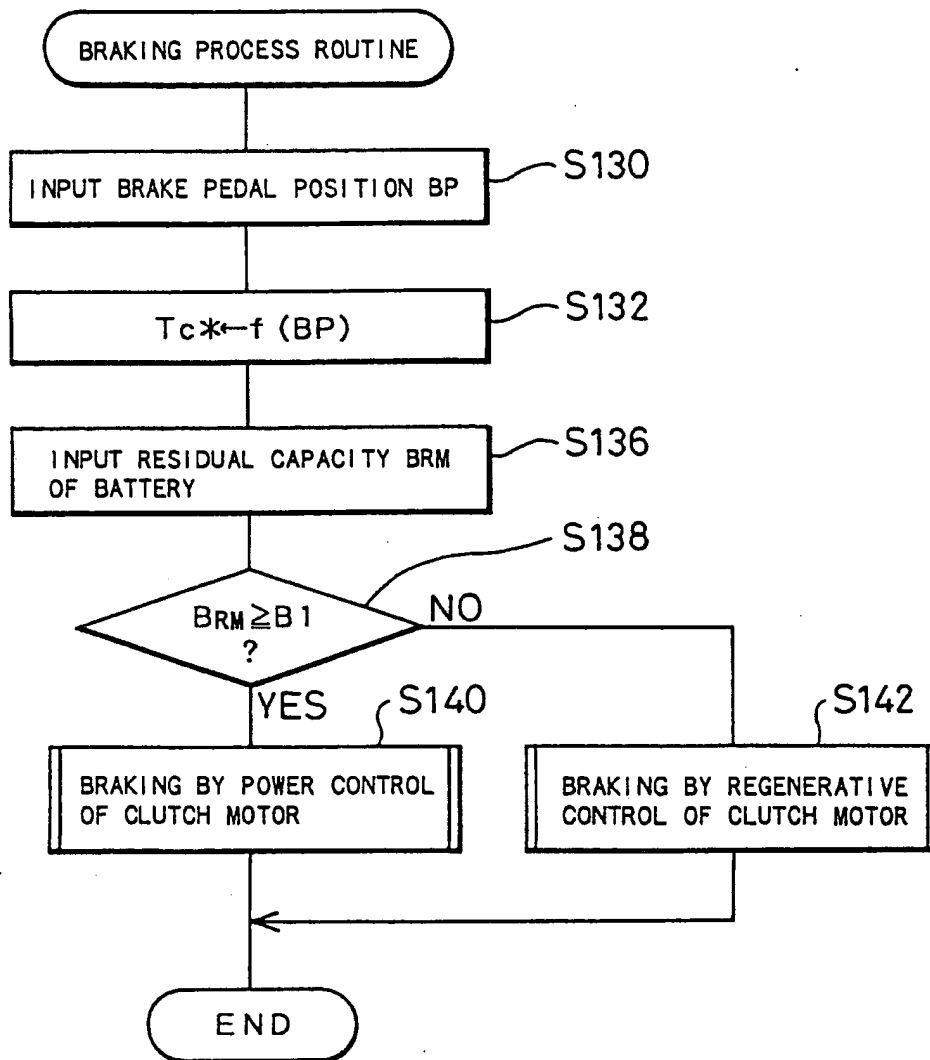 BRAKING PROCESS ROUTINE
INPUT BRAKE PEDAL POSITION BP
S130
Tc*←f (BP)
S132
INPUT RESIDUAL CAPACITY BRM
OF BATTERY
S136
S138
BRM≧B1
?
NO
YES
S140
S142
BRAKING BY POWER CONTROL
OF CLUTCH MOTOR
BRAKING BY REGENERATIVE
CONTROL OF CLUTCH MOTOR
END